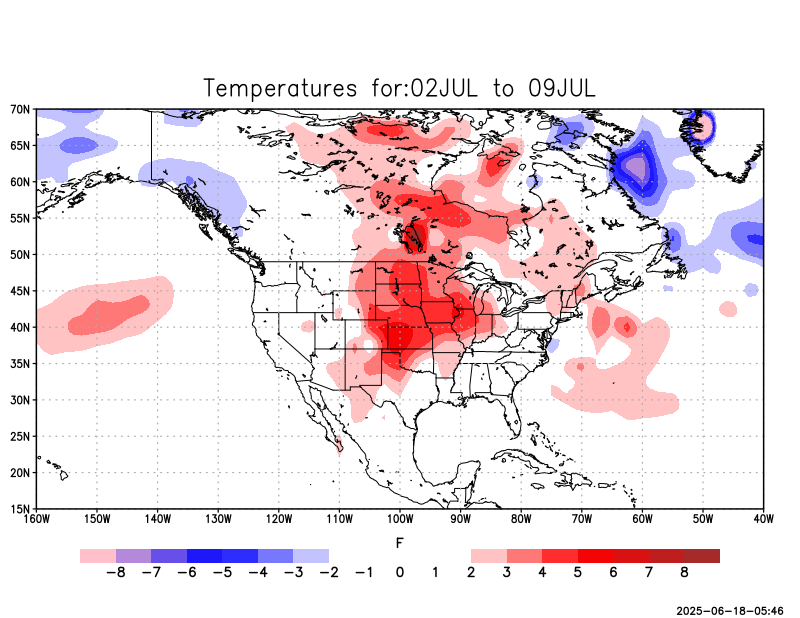 Temperatures for:02JUL to 09JUL
70N
65N
60N
55N
50N
45N
40N
35N
30N
25N
20N
15N
160W 150W 140W 130W 120W 110W 100W 90W 80W 70W 60W 50W 40W
F
−8 −7 −6 −5 −4 −3 −2 −1 0 1 2 3 4 5 6 7 8
2025-06-18-05:46